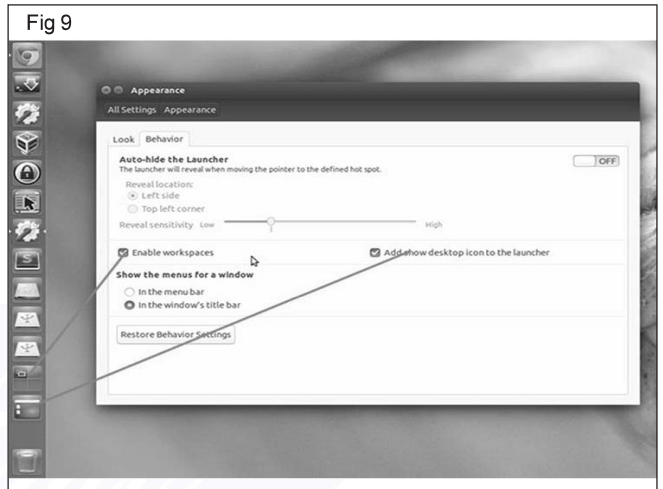 Fig 9
Appearance
All Settings Appearance
Look Behavior
Auto-hide the Launcher
OFF
The launcher will reveal when moving the pointer to the defined hot spot.
Reveal location:
Left side
Top left corner
Reveal sensitivity Low High
Enable workspaces Add show desktop icon to the launcher
Show the menus for a window
In the menu bar
In the window's title bar
Restore Behavior Settings
S
A